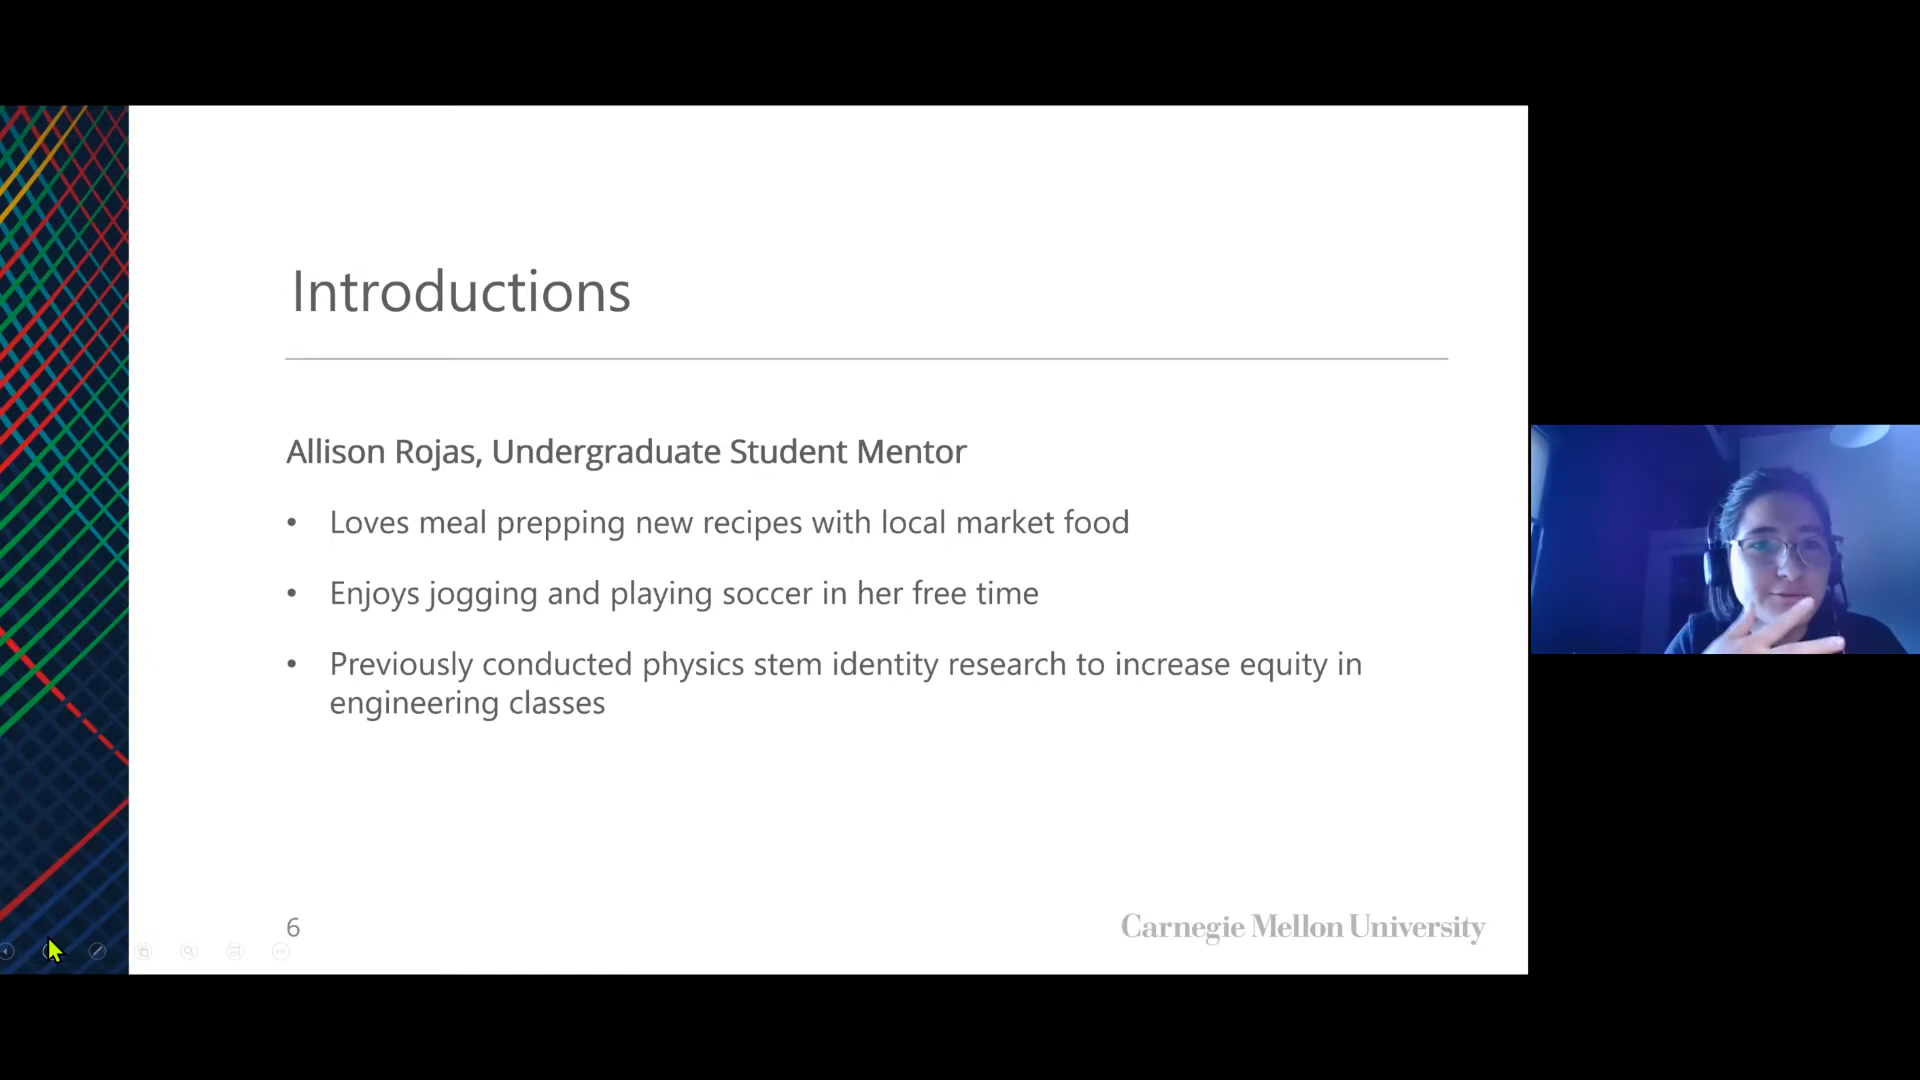 Introductions
Allison Rojas, Undergraduate Student Mentor
• Loves meal prepping new recipes with local market food
• Enjoys jogging and playing soccer in her free time
• Previously conducted physics stem identity research to increase equity in
engineering classes
6
Carnegie Mellon University